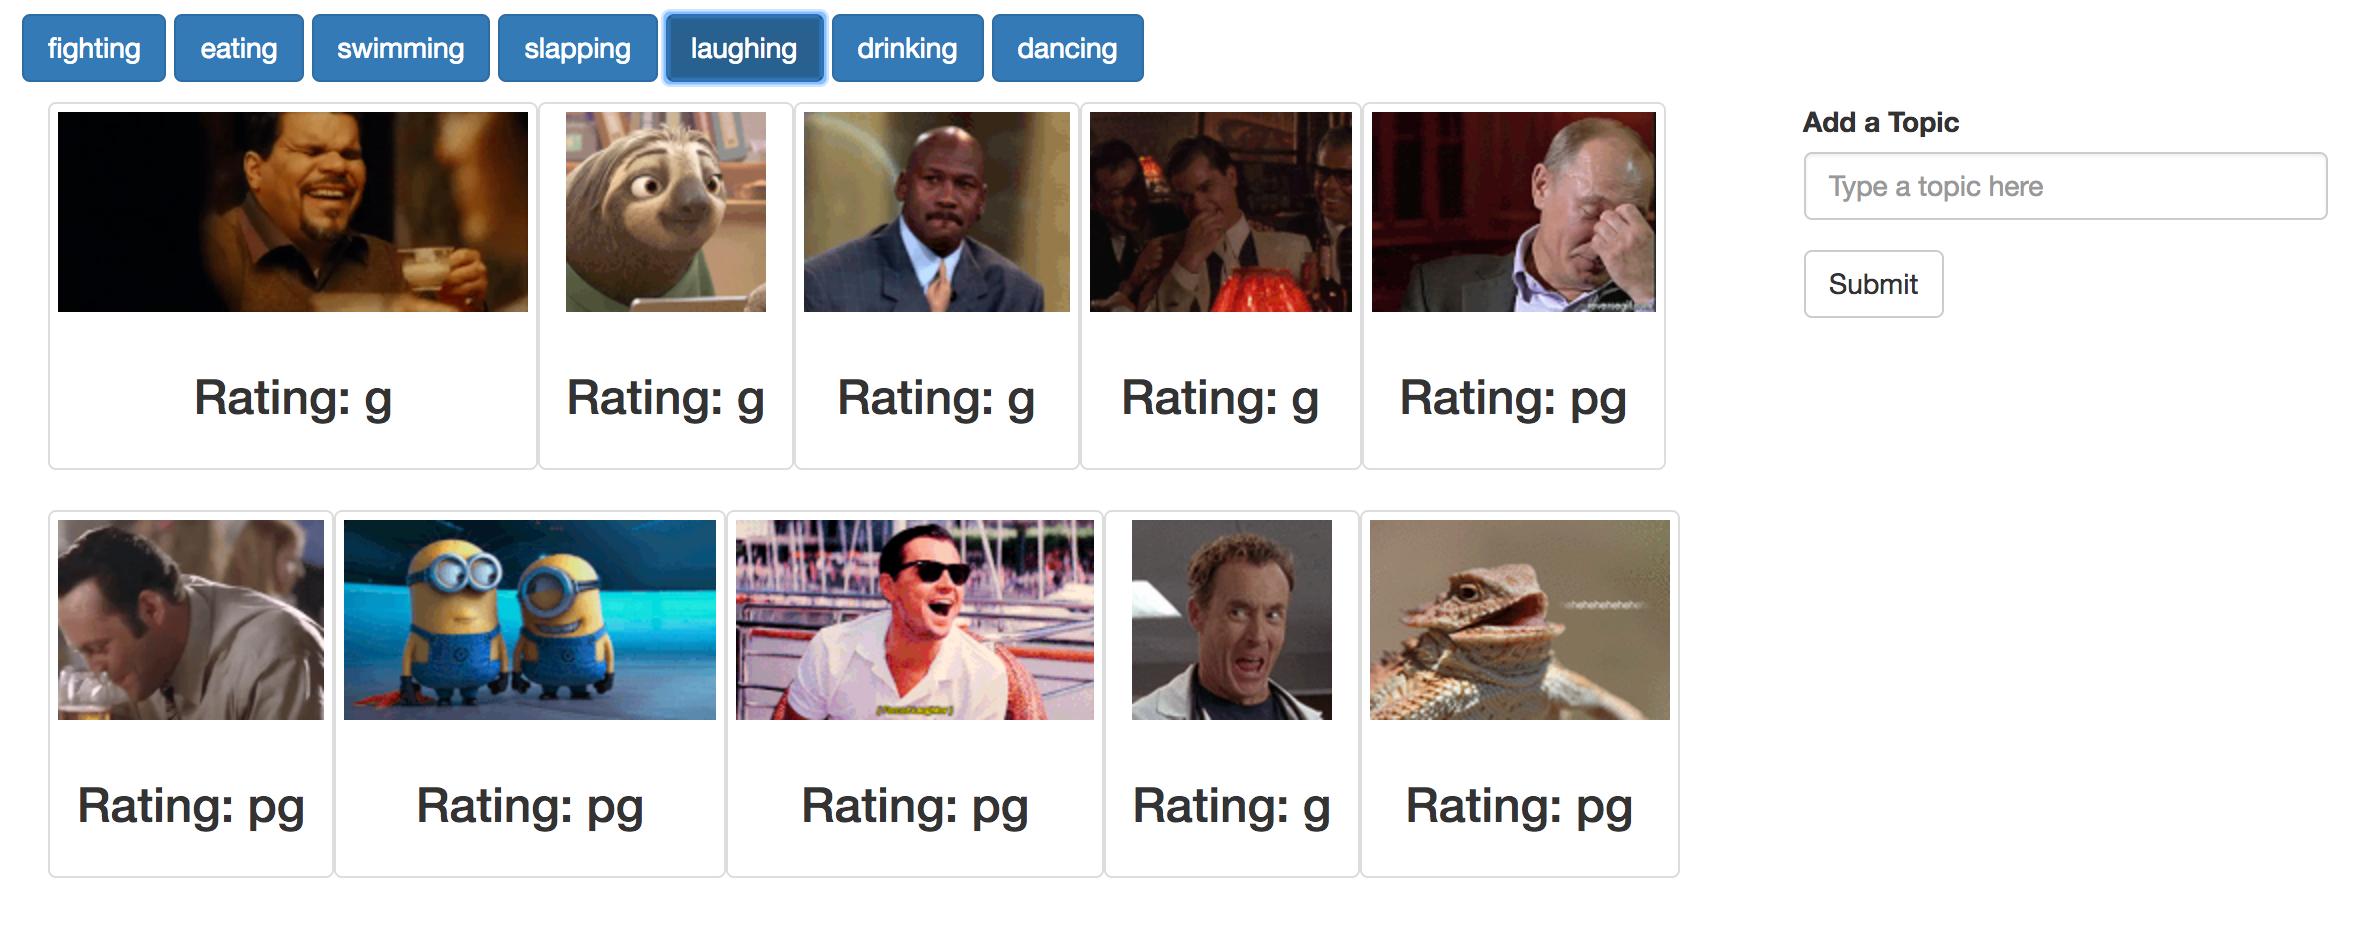 fighting
eating
swimming
slapping
laughing
drinking
dancing
Add a Topic
Type a topic here
Submit
Rating: g
Rating: g
Rating: g
Rating: g
Rating: pg
Rating: pg
Rating: pg
Rating: pg
Rating: g
Rating: pg